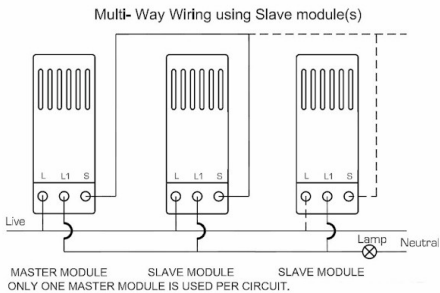 Multi- Way Wiring using Slave module(s)
L L1 S
L L1 S
L L1 S
Live
Lamp
Neutral
MASTER MODULE
SLAVE MODULE
SLAVE MODULE
ONLY ONE MASTER MODULE IS USED PER CIRCUIT.